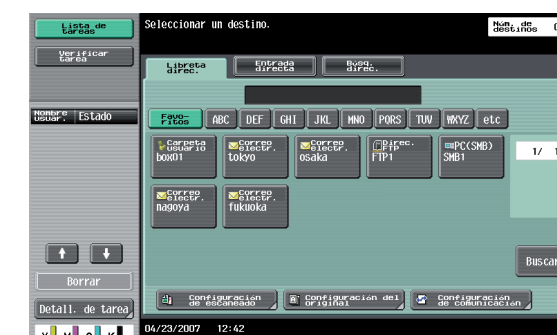 Lista de
tareas
Seleccionar un destino.
Núm. de
destinos
Verificar
tarea
Libreta
direc.
Entrada
directa
Búsq.
direc.
Nombre
usuar.
Estado
Favo-
ritos
ABC
DEF
GHI
JKL
MNO
PQRS
TUV
WXYZ
etc
Carpeta
usuario
box01
Correo
electr.
tokyo
Correo
electr.
osaka
Direc.
FTP
FTP1
PC(SMB)
SMB1
1/ 1
Correo
electr.
nagoya
Correo
electr.
fukuoka
Buscar
Borrar
Detall. de tarea
Configuración
de escaneado
Configuración del
original
Configuración
de comunicación
04/23/2007 12:42
Y M C K